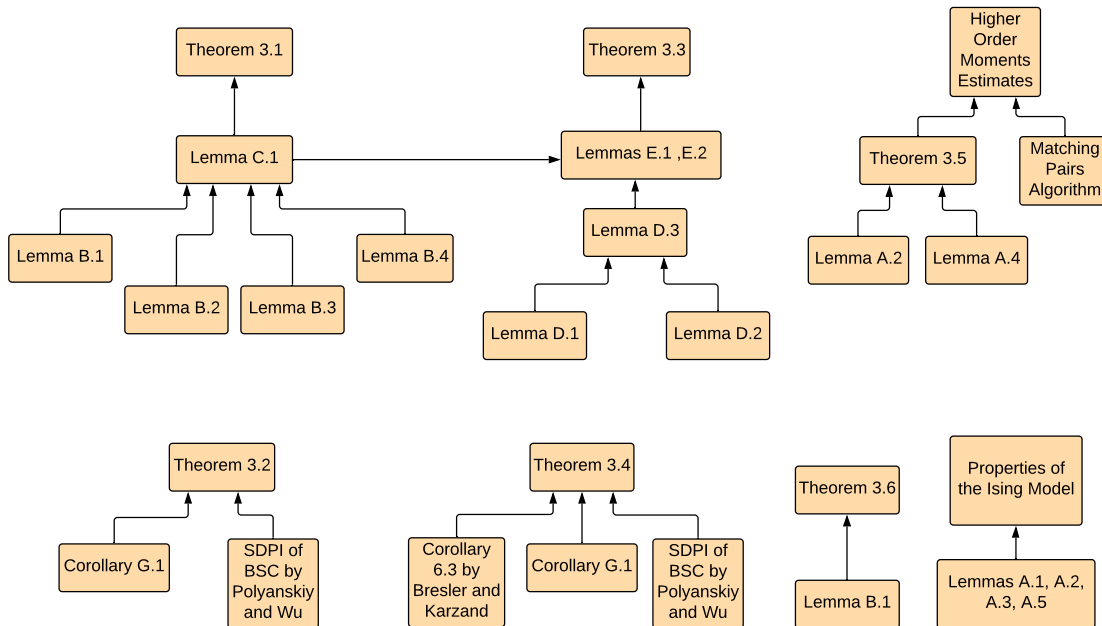 Theorem 3.1
Theorem 3.3
Higher
Order
Moments
Estimates
Lemma C.1
Lemmas E.1 ,E.2
Theorem 3.5
Matching
Pairs
Algorithm
Lemma B.1
Lemma B.4
Lemma D.3
Lemma A.2
Lemma A.4
Lemma B.2
Lemma B.3
Lemma D.1
Lemma D.2
Theorem 3.2
Theorem 3.4
Theorem 3.6
Properties of
the Ising Model
Corollary G.1
SDPI of
BSC by
Polyanskiy
and Wu
Corollary
6.3 by
Bresler and
Karzand
Corollary G.1
SDPI of
BSC by
Polyanskiy
and Wu
Lemma B.1
Lemmas A.1, A.2,
A.3, A.5